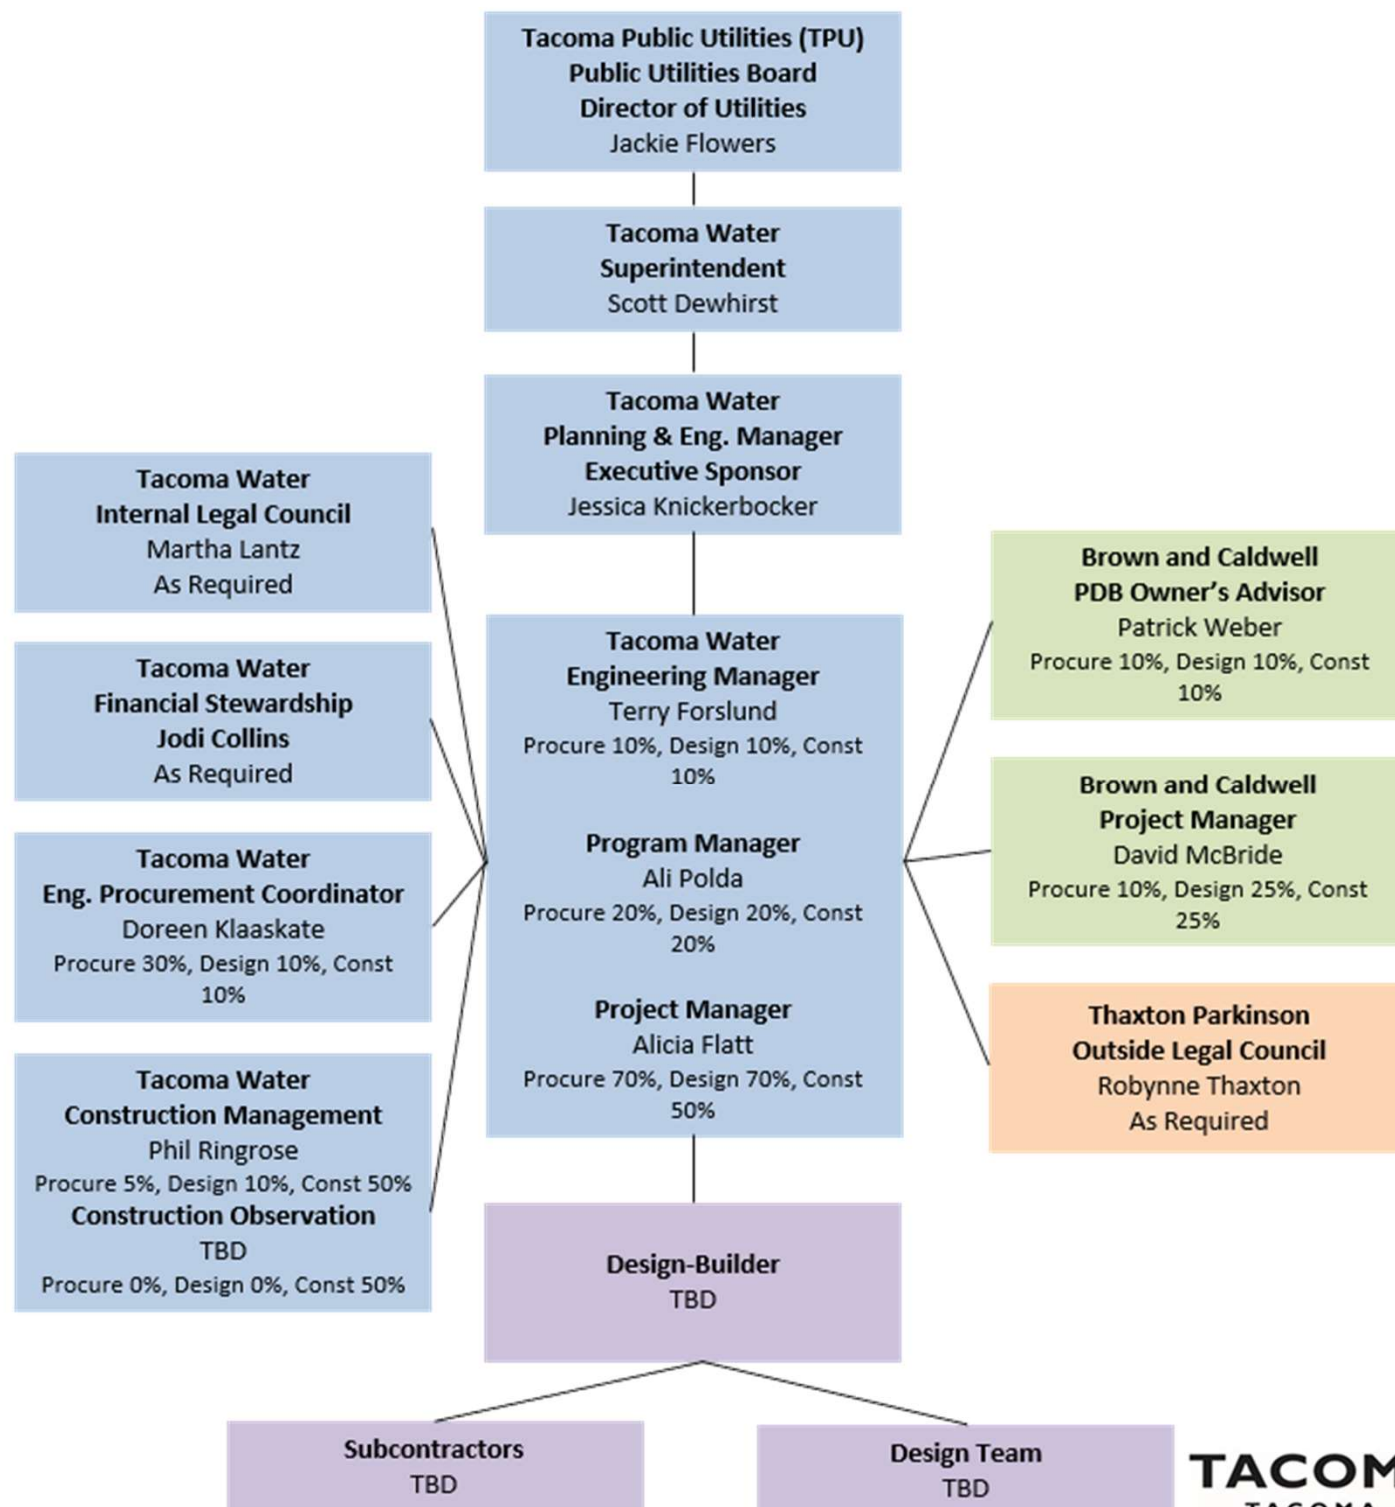 Tacoma Public Utilities (TPU)
Public Utilities Board
Director of Utilities
Jackie Flowers
Tacoma Water
Superintendent
Scott Dewhirst
Tacoma Water
Planning & Eng. Manager
Executive Sponsor
Jessica Knickerbocker
Tacoma Water
Internal Legal Council
Martha Lantz
As Required
Tacoma Water
Financial Stewardship
Jodi Collins
As Required
Tacoma Water
Eng. Procurement Coordinator
Doreen Klaaskate
Procure 30%, Design 10%, Const
10%
Tacoma Water
Construction Management
Phil Ringrose
Procure 5%, Design 10%, Const 50%
Construction Observation
TBD
Procure 0%, Design 0%, Const 50%
Tacoma Water
Engineering Manager
Terry Forslund
Procure 10%, Design 10%, Const
10%
Program Manager
Ali Polda
Procure 20%, Design 20%, Const
20%
Project Manager
Alicia Flatt
Procure 70%, Design 70%, Const
50%
Brown and Caldwell
PDB Owner’s Advisor
Patrick Weber
Procure 10%, Design 10%, Const
10%
Brown and Caldwell
Project Manager
David McBride
Procure 10%, Design 25%, Const
25%
Thaxton Parkinson
Outside Legal Council
Robynne Thaxton
As Required
Design-Builder
TBD
Subcontractors
TBD
Design Team
TBD
TACOM